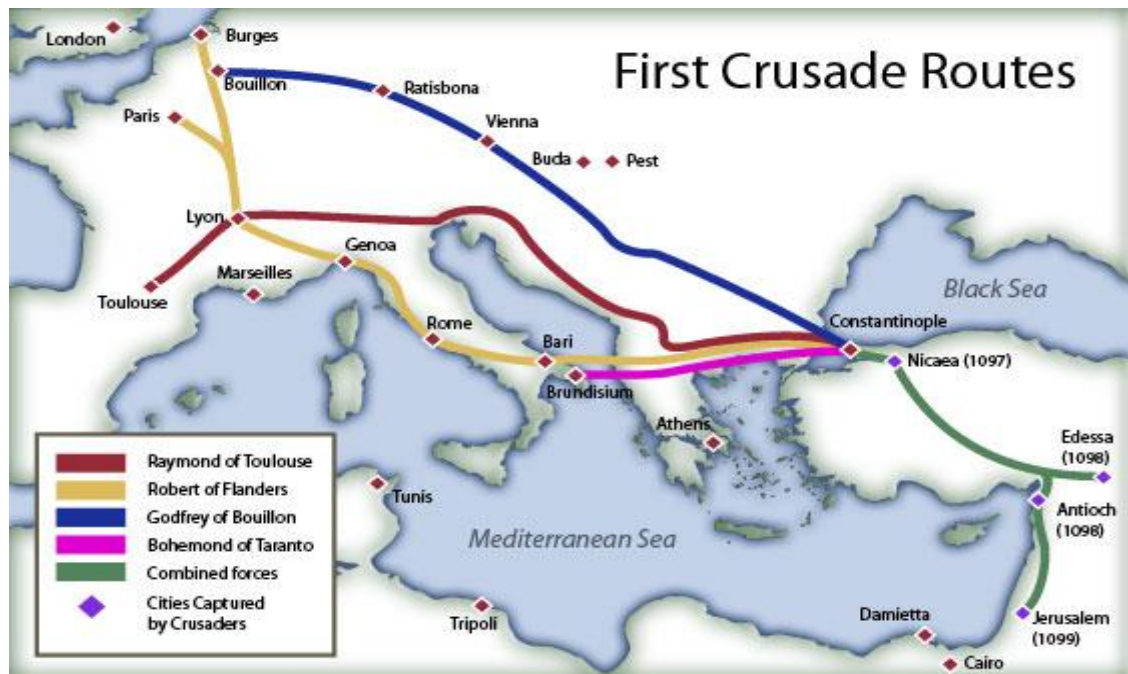 First Crusade Routes
London
Burges
Bouillon
Ratisbona
Paris
Vienna
Buda
Pest
Lyon
Genoa
Marseilles
Toulouse
Black Sea
Rome
Bari
Constantinople
Nicaea (1097)
Brundisium
Athens
Edessa
(1098)
Antioch
(1098)
Tunis
Mediterranean Sea
Tripoli
Damietta
Jerusalem
(1099)
Cairo
Raymond of Toulouse
Robert of Flanders
Godfrey of Bouillon
Bohemond of Taranto
Combined forces
Cities Captured
by Crusaders